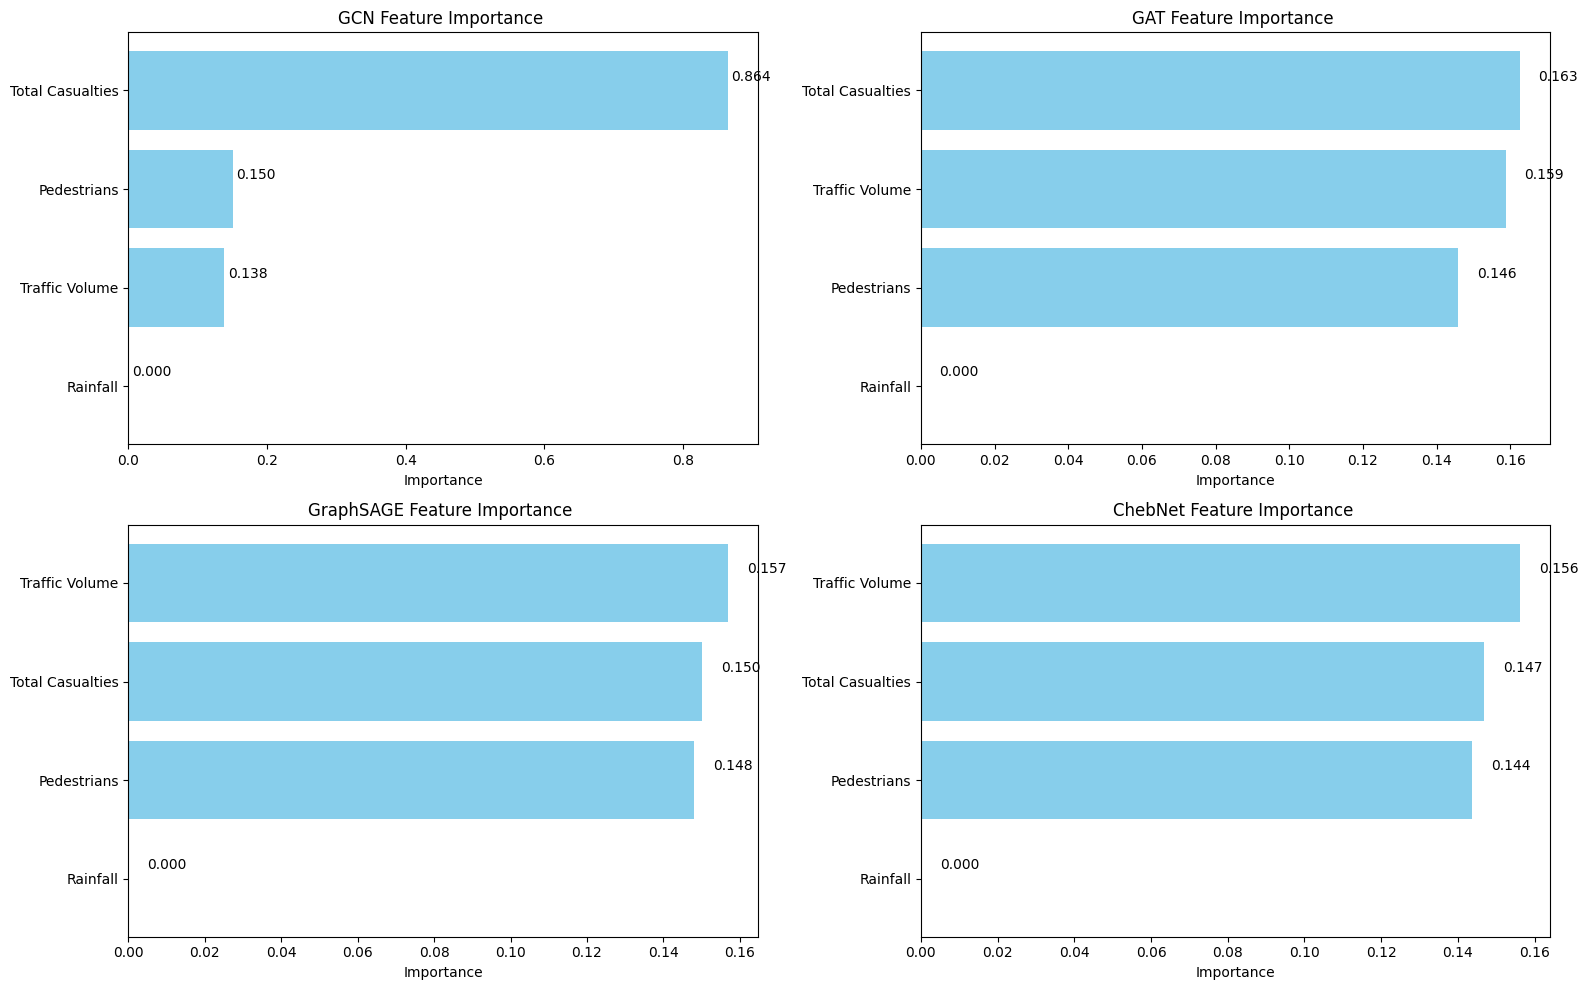 GCN Feature Importance
Total Casualties
0.864
Pedestrians
0.150
Traffic Volume
0.138
Rainfall
0.000
0.0 0.2 0.4 0.6 0.8
Importance
GAT Feature Importance
Total Casualties
0.163
Traffic Volume
0.159
Pedestrians
0.146
Rainfall
0.000
0.00 0.02 0.04 0.06 0.08 0.10 0.12 0.14 0.16
Importance
GraphSAGE Feature Importance
Traffic Volume
0.157
Total Casualties
0.150
Pedestrians
0.148
Rainfall
0.000
0.00 0.02 0.04 0.06 0.08 0.10 0.12 0.14 0.16
Importance
ChebNet Feature Importance
Traffic Volume
0.156
Total Casualties
0.147
Pedestrians
0.144
Rainfall
0.000
0.00 0.02 0.04 0.06 0.08 0.10 0.12 0.14 0.16
Importance